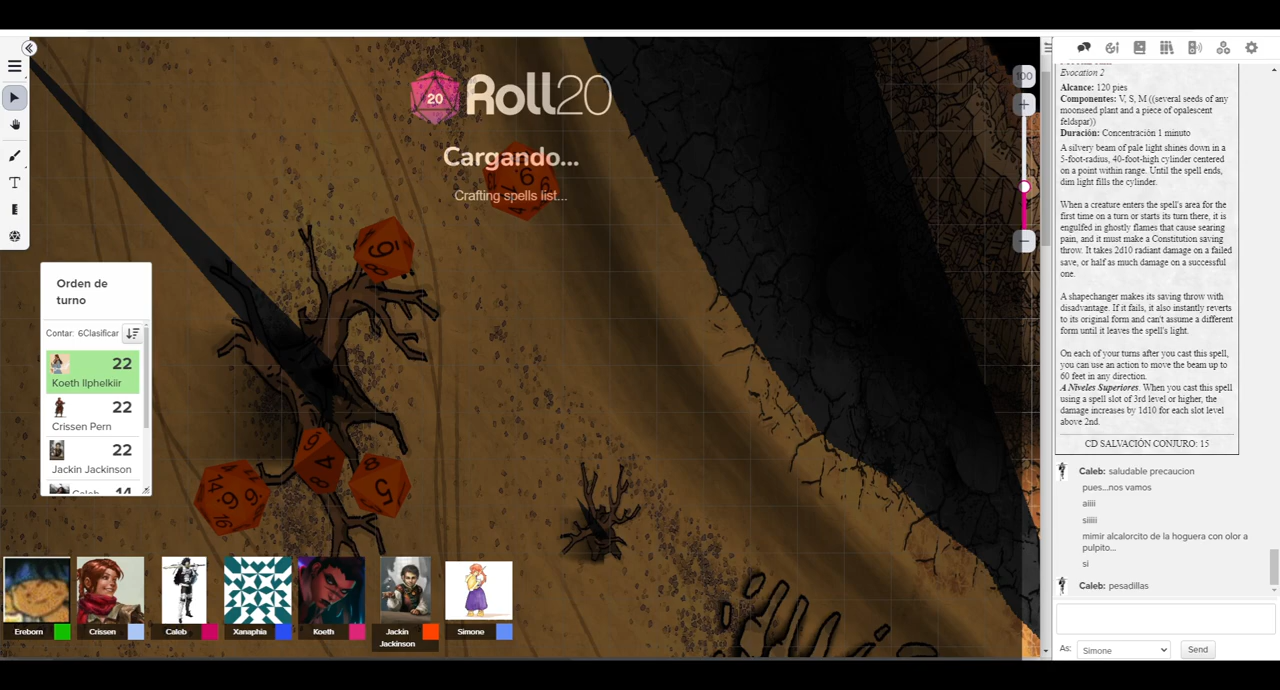 20
Roll20
Cargando...
Crafting spells list...
100
Orden de
turno
Contar: 6Clasificar
22
Koeth Ilphelkiir
22
Crissen Pern
22
Jackin Jackinson
14
Caleb
Ereborn
Crissen
Caleb
Xanaphia
Koeth
Jackin
Jackinson
Simone
Evocation 2
Alcance: 120 pies
Componentes: V, S, M ((several seeds of any
moonseed plant and a piece of opalescent
feldspar))
Duración: Concentración 1 minuto
A silvery beam of pale light shines down in a
5-foot-radius, 40-foot-high cylinder centered
on a point within range. Until the spell ends,
dim light fills the cylinder.
When a creature enters the spell's area for the
first time on a turn or starts its turn there, it is
engulfed in ghostly flames that cause searing
pain, and it must make a Constitution saving
throw. It takes 2d10 radiant damage on a failed
save, or half as much damage on a successful
one.
A shapechanger makes its saving throw with
disadvantage. If it fails, it also instantly reverts
to its original form and can't assume a different
form until it leaves the spell's light.
On each of your turns after you cast this spell,
you can use an action to move the beam up to
60 feet in any direction.
A Niveles Superiores. When you cast this spell
using a spell slot of 3rd level or higher, the
damage increases by 1d10 for each slot level
above 2nd.
CD SALVACIÓN CONJURO: 15
Caleb: saludable precaucion
pues...nos vamos
aiiii
siiiii
mimir alcalorcito de la hoguera con olor a
pulpito...
si
Caleb: pesadillas
As:
Simone
Send